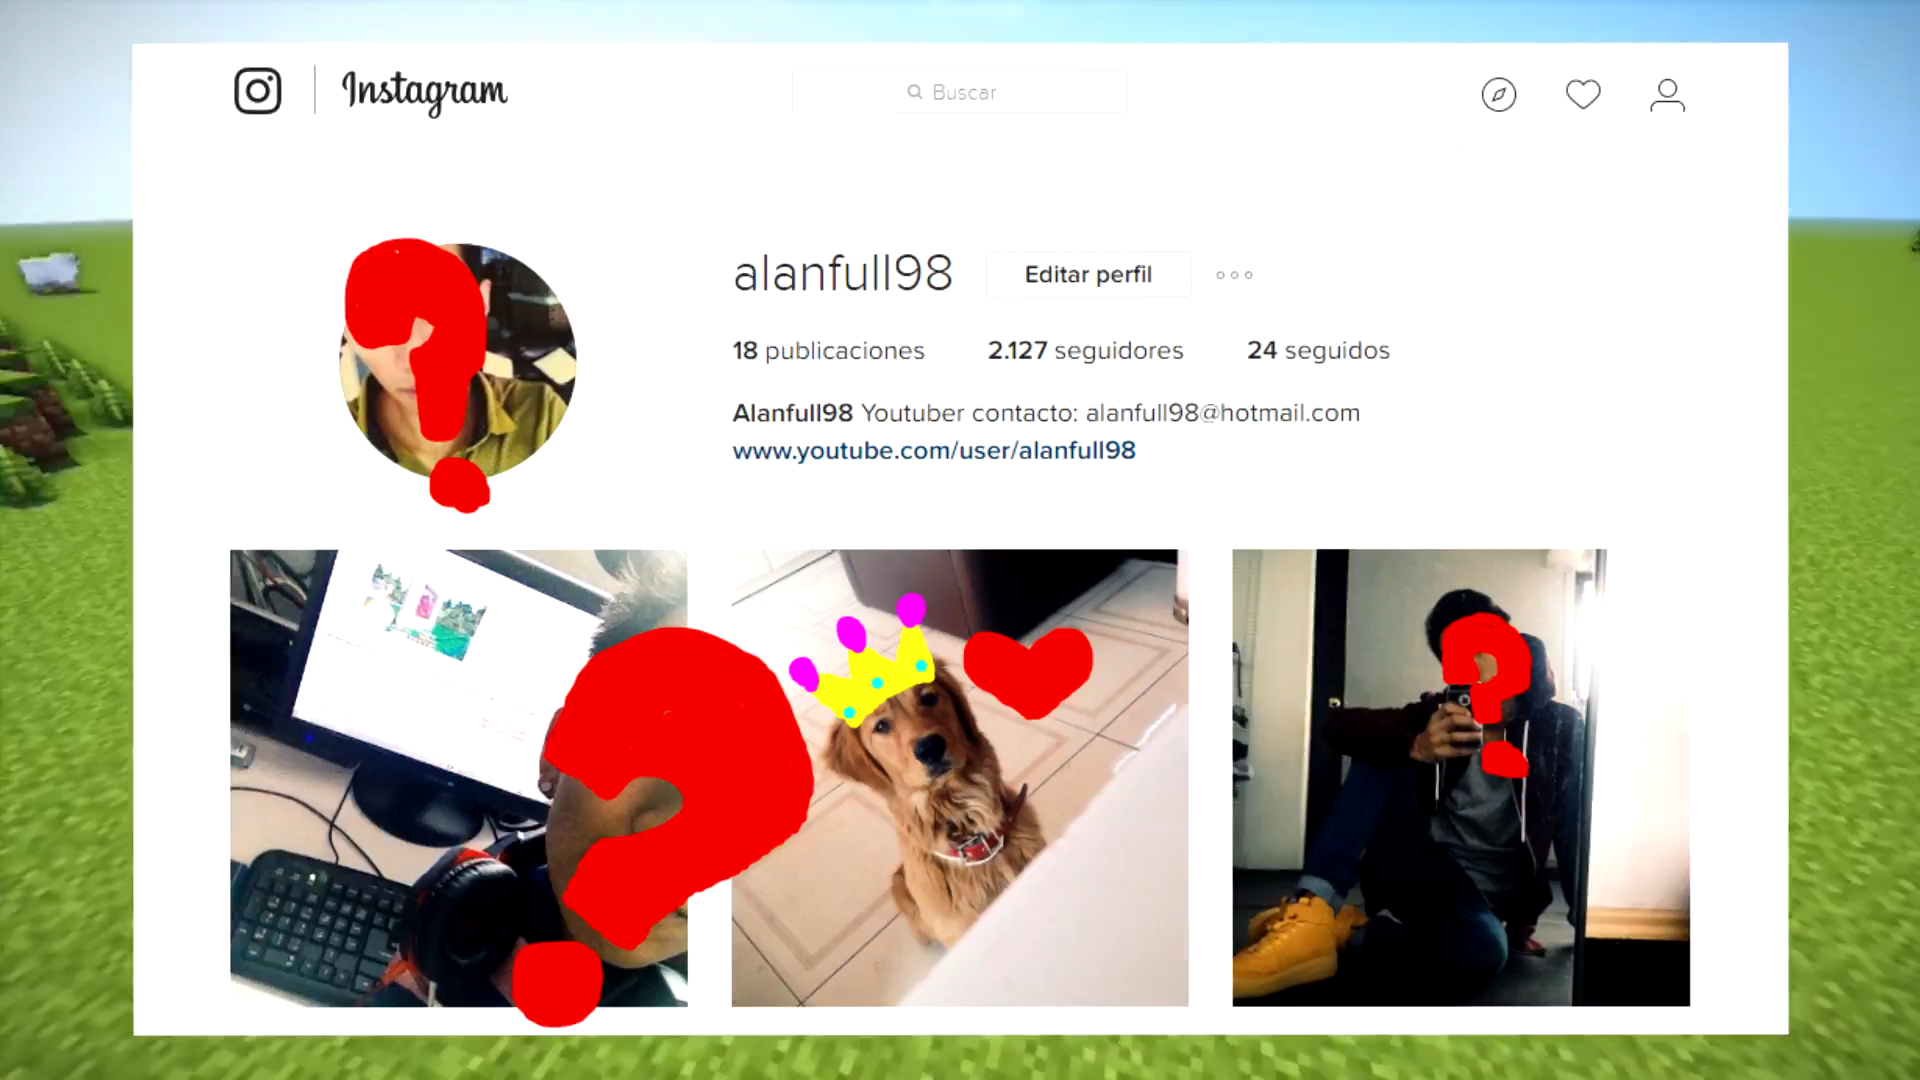 Instagram
Buscar
alanfull98 Editar perfil
18 publicaciones 2.127 seguidores 24 seguidos
Alanfull98 Youtuber contacto: alanfull98@hotmail.com
www.youtube.com/user/alanfull98